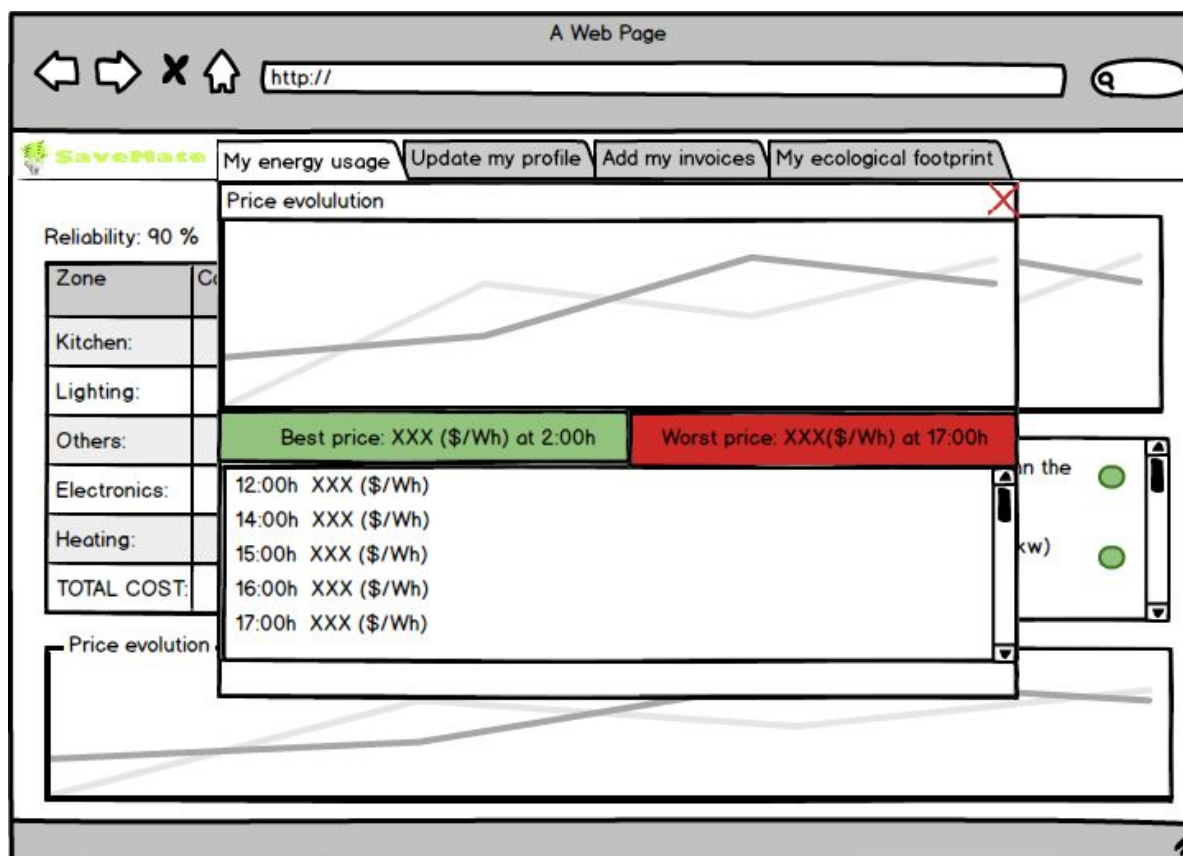 A Web Page
http://
SaveMate
My energy usage
Update my profile
Add my invoices
My ecological footprint
Price evolulution
Reliability: 90 %
Zone
Kitchen:
Lighting:
Others:
Electronics:
Heating:
TOTAL COST:
Best price: XXX ($/Wh) at 2:00h
Worst price: XXX($/Wh) at 17:00h
12:00h XXX ($/Wh)
14:00h XXX ($/Wh)
15:00h XXX ($/Wh)
16:00h XXX ($/Wh)
17:00h XXX ($/Wh)
the
Price evolution